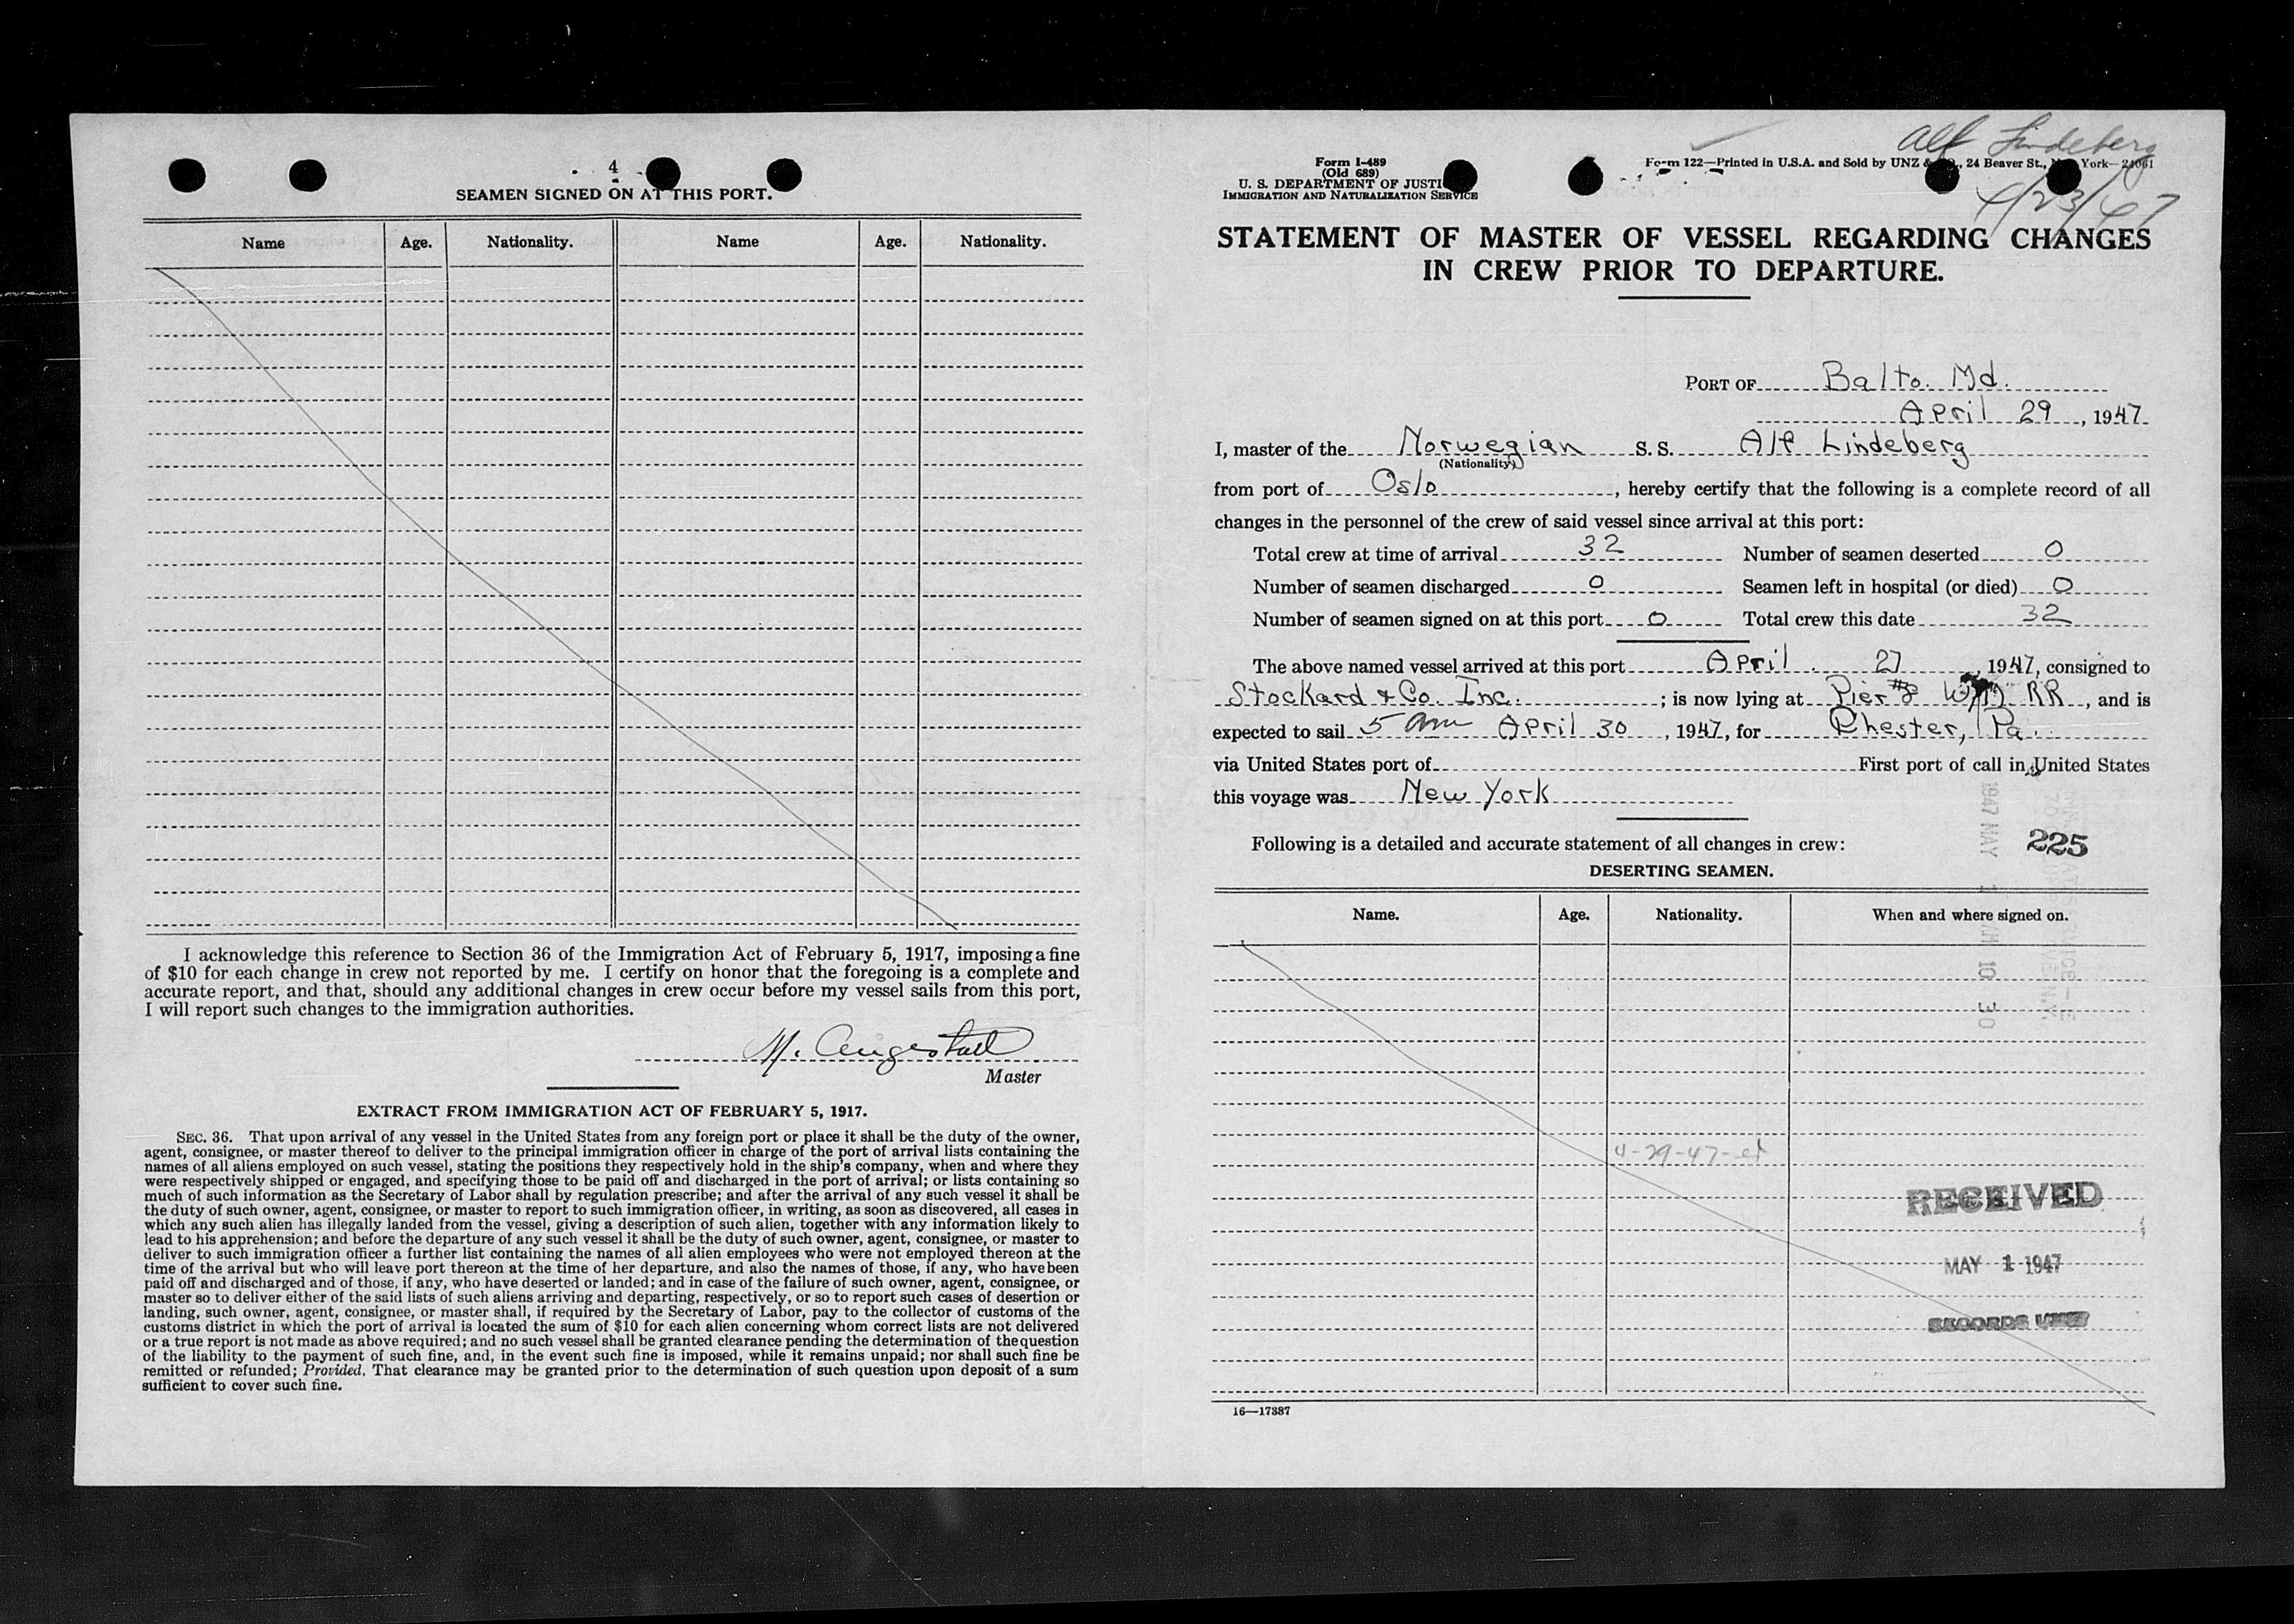 4
SEAMEN SIGNED ON AT THIS PORT.
Name Age. Nationality. Name Age. Nationality.
I acknowledge this reference to Section 36 of the Immigration Act of February 5, 1917, imposing a fine
of $10 for each change in crew not reported by me. I certify on honor that the foregoing is a complete and
accurate report, and that, should any additional changes in crew occur before my vessel sails from this port,
I will report such changes to the immigration authorities.
M. Augestad
Master
EXTRACT FROM IMMIGRATION ACT OF FEBRUARY 5, 1917.
SEC. 36. That upon arrival of any vessel in the United States from any foreign port or place it shall be the duty of the owner,
agent, consignee, or master thereof to deliver to the principal immigration officer in charge of the port of arrival lists containing the
names of all aliens employed on such vessel, stating the positions they respectively hold in the ship's company, when and where they
were respectively shipped or engaged, and specifying those to be paid off and discharged in the port of arrival; or lists containing so
much of such information as the Secretary of Labor shall by regulation prescribe; and after the arrival of any such vessel it shall be
the duty of such owner, agent, consignee, or master to report to such immigration officer, in writing, as soon as discovered, all cases in
which any such alien has illegally landed from the vessel, giving a description of such alien, together with any information likely to
lead to his apprehension; and before the departure of any such vessel it shall be the duty of such owner, agent, consignee, or master to
deliver to such immigration officer a further list containing the names of all alien employees who were not employed thereon at the
time of the arrival but who will leave port thereon at the time of her departure, and also the names of those, if any, who have been
paid off and discharged and of those, if any, who have deserted or landed; and in case of the failure of such owner, agent, consignee, or
master so to deliver either of the said lists of such aliens arriving and departing, respectively, or so to report such cases of desertion or
landing, such owner, agent, consignee, or master shall, if required by the Secretary of Labor, pay to the collector of customs of the
customs district in which the port of arrival is located the sum of $10 for each alien concerning whom correct lists are not delivered
or a true report is not made as above required; and no such vessel shall be granted clearance pending the determination of the question
of the liability to the payment of such fine, and, in the event such fine is imposed, while it remains unpaid; nor shall such fine be
remitted or refunded; Provided, That clearance may be granted prior to the determination of such question upon deposit of a sum
sufficient to cover such fine.
Alf Lindeberg
4/23/47
Form I-489
(Old 689)
U. S. DEPARTMENT OF JUSTI
IMMIGRATION AND NATURALIZATION SERVICE
Form 122—Printed in U.S.A. and Sold by UNZ & , 24 Beaver St., York—24061
STATEMENT OF MASTER OF VESSEL REGARDING CHANGES
IN CREW PRIOR TO DEPARTURE.
PORT OF Balto. Md.
April 29, 1947
I, master of the Norwegian S. S. Alf Lindeberg
(Nationality)
from port of Oslo, hereby certify that the following is a complete record of all
changes in the personnel of the crew of said vessel since arrival at this port:
Total crew at time of arrival 32 Number of seamen deserted 0
Number of seamen discharged 0 Seamen left in hospital (or died) 0
Number of seamen signed on at this port 0 Total crew this date 32
The above named vessel arrived at this port April 27, 1947, consigned to
Stockard & Co. Inc.; is now lying at Pier #8 RR, and is
expected to sail 5 am April 30, 1947, for Chester, Pa.
via United States port of First port of call in United States
this voyage was New York
Following is a detailed and accurate statement of all changes in crew:
225
DESERTING SEAMEN.
Name. Age. Nationality. When and where signed on.
1947 MAY 1 AM 10 30
4-29-47-
RECEIVED
MAY 1 1947
RECORDS UNIT
16—17387